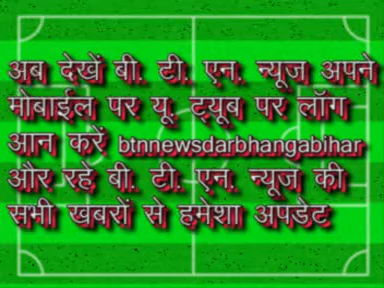 अब देखें बी. टी. एन. न्यूज अपने
मोबाईल पर यू. ट्यूब पर लॉग
आन करें btnnewsdarbhangabihar
और रहे बी. टी. एन. न्यूज की
सभी खबरों से हमेशा अपडैट